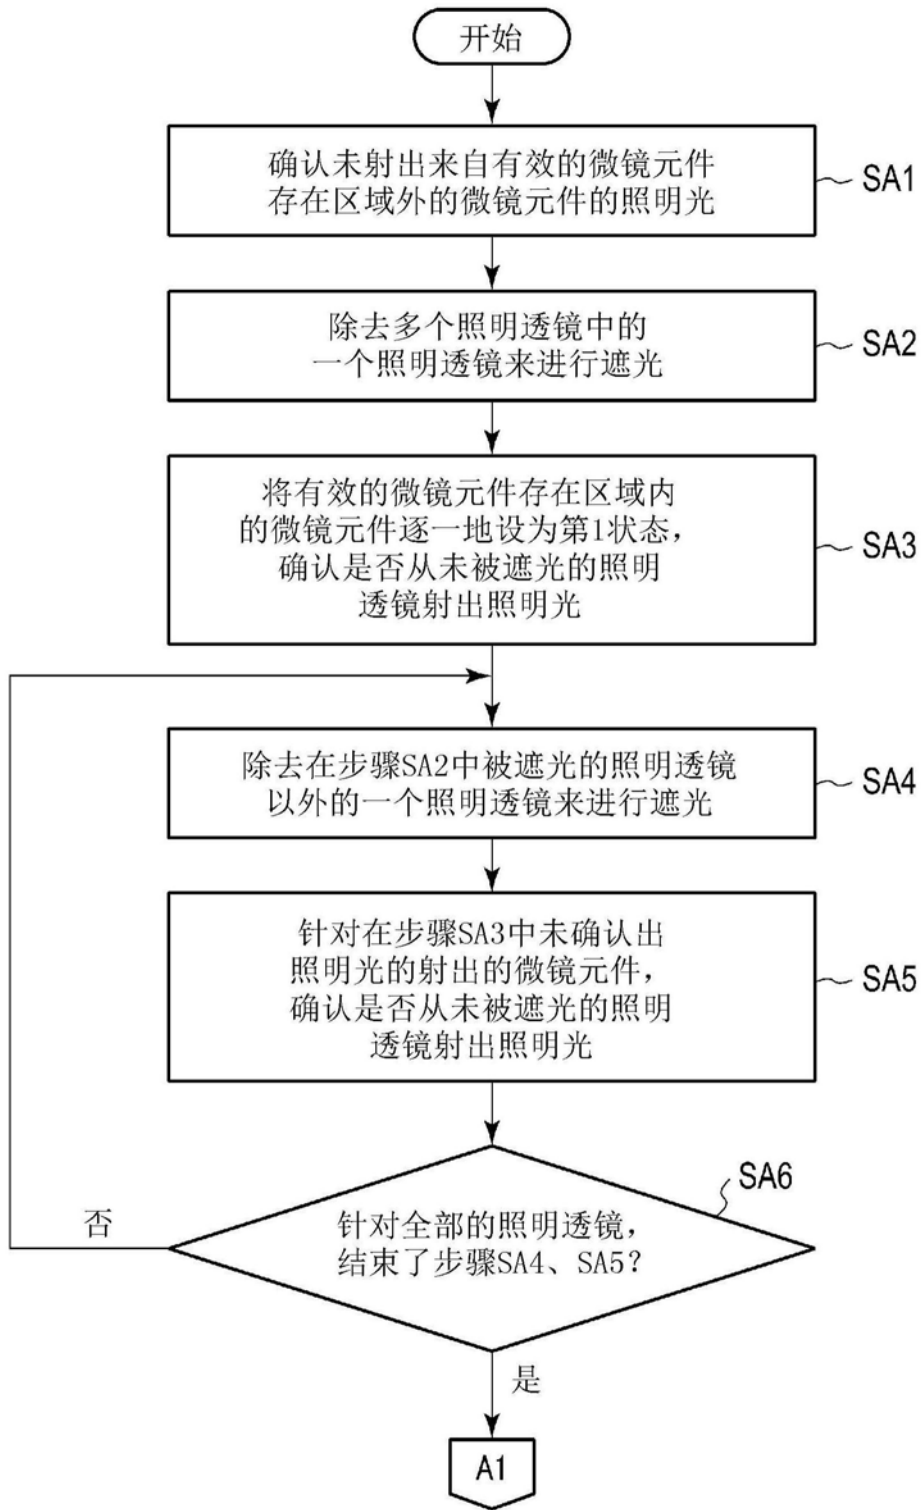 开始
确认未射出来自有效的微镜元件
存在区域外的微镜元件的照明光
SA1
除去多个照明透镜中的
一个照明透镜来进行遮光
SA2
将有效的微镜元件存在区域内
的微镜元件逐一地设为第1状态，
确认是否从未被遮光的照明
透镜射出照明光
SA3
除去在步骤SA2中被遮光的照明透镜
以外的一个照明透镜来进行遮光
SA4
针对在步骤SA3中未确认出
照明光的射出的微镜元件，
确认是否从未被遮光的照明
透镜射出照明光
SA5
SA6
针对全部的照明透镜，
结束了步骤SA4、SA5？
否
是
A1